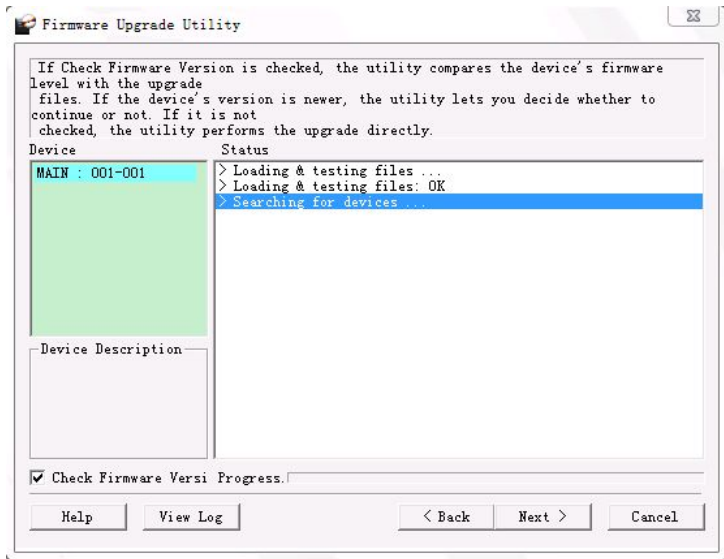 Firmware Upgrade Utility
If Check Firmware Version is checked, the utility compares the device's firmware
level with the upgrade
files. If the device's version is newer, the utility lets you decide whether to
continue or not. If it is not
checked, the utility performs the upgrade directly.
Device
Status
MAIN : 001-001
> Loading & testing files ...
> Loading & testing files: OK
> Searching for devices ...
Device Description
Check Firmware Versi Progress.
Help View Log < Back Next > Cancel